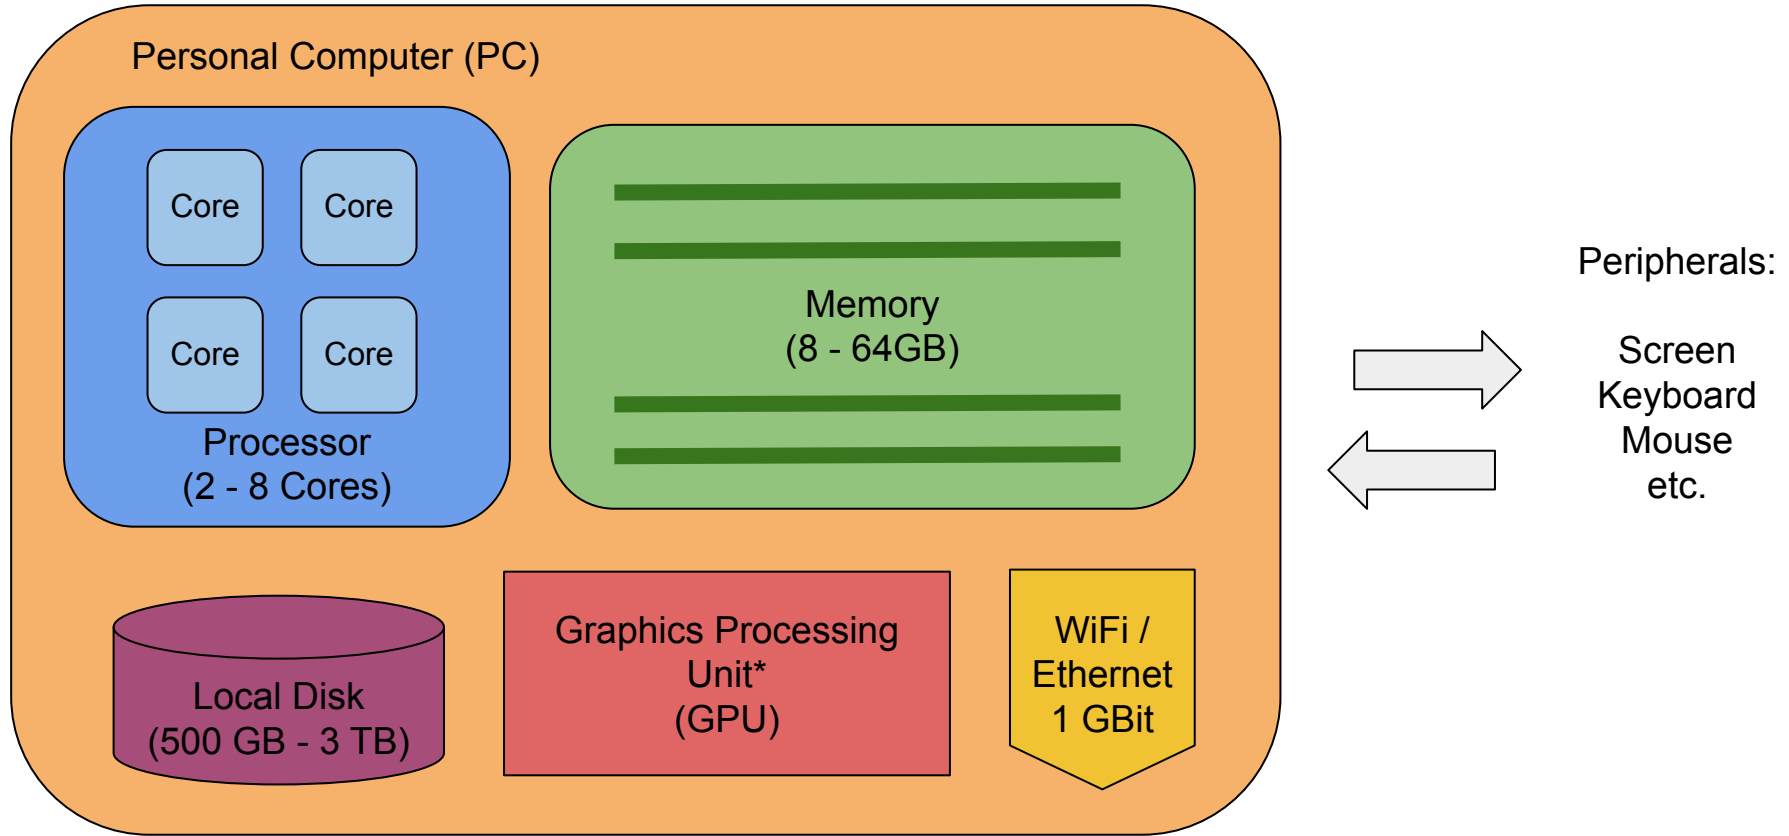 Personal Computer (PC)
Core
Core
Core
Core
Processor
(2 - 8 Cores)
Memory
(8 - 64GB)
Local Disk
(500 GB - 3 TB)
Graphics Processing
Unit*
(GPU)
WiFi /
Ethernet
1 GBit
Peripherals:
Screen
Keyboard
Mouse
etc.